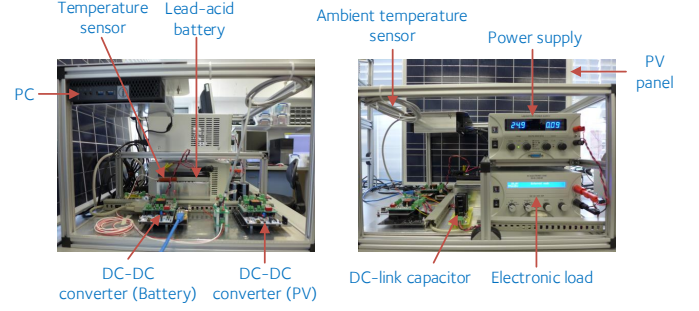 Temperature
sensor
Lead-acid
battery
PC
DC-DC
converter (Battery)
DC-DC
converter (PV)
Ambient temperature
sensor
Power supply
PV
panel
249
0.09
DC-link capacitor
Electronic load